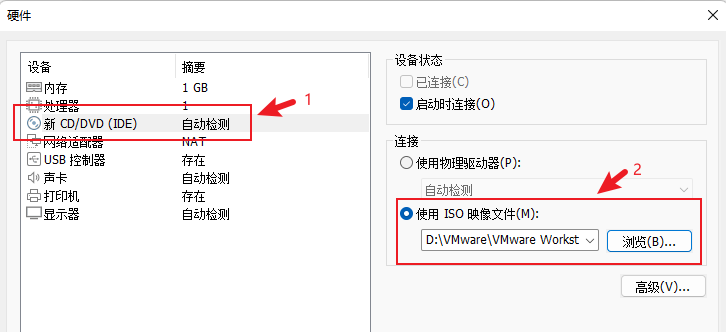 硬件
设备 摘要
内存 1 GB
处理器 1
新 CD/DVD (IDE) 自动检测
网络适配器 NAT
USB 控制器 存在
声卡 自动检测
打印机 存在
显示器 自动检测
1
设备状态
已连接(C)
启动时连接(O)
连接
使用物理驱动器(P):
自动检测
2
使用 ISO 映像文件(M):
D:\VMware\VMware Workst 浏览(B)...
高级(V)...